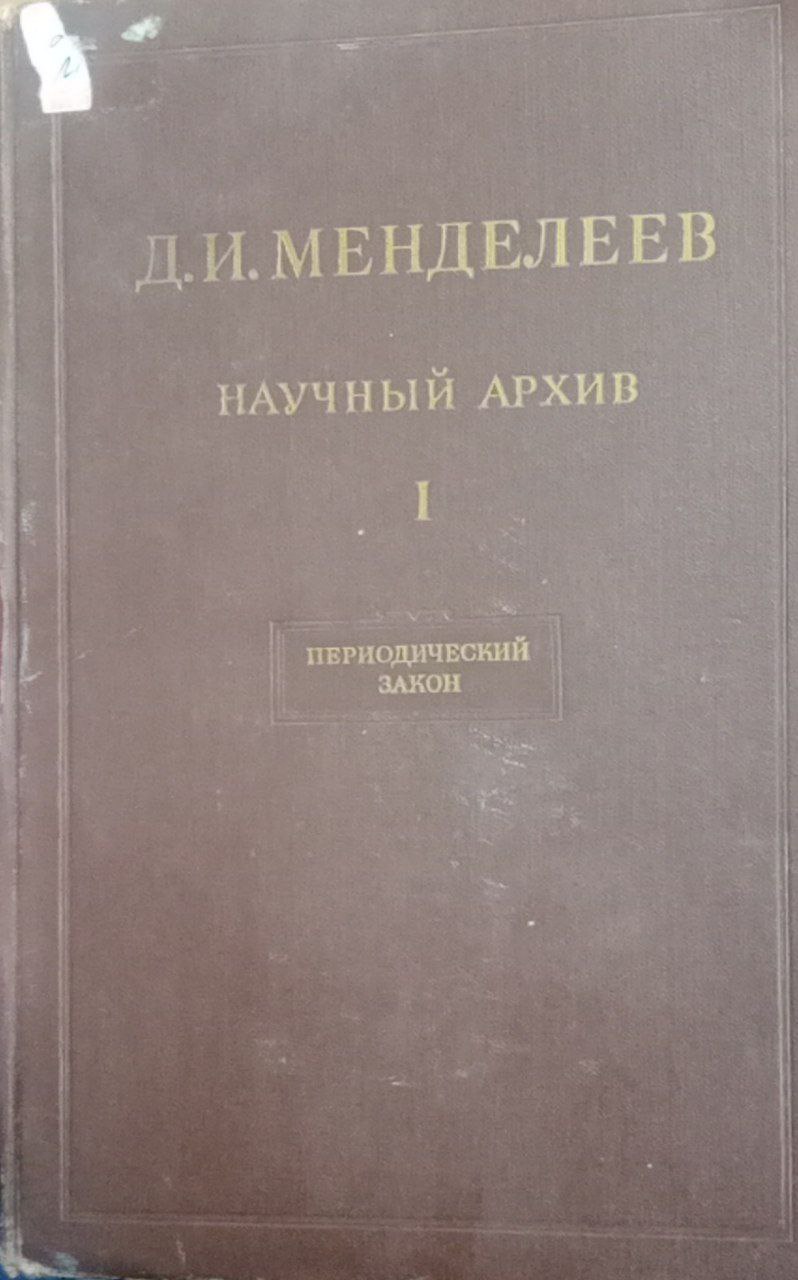 Д.И. МЕНДЕЛЕЕВ
НАУЧНЫЙ АРХИВ
I
ПЕРИОДИЧЕСКИЙ
ЗАКОН